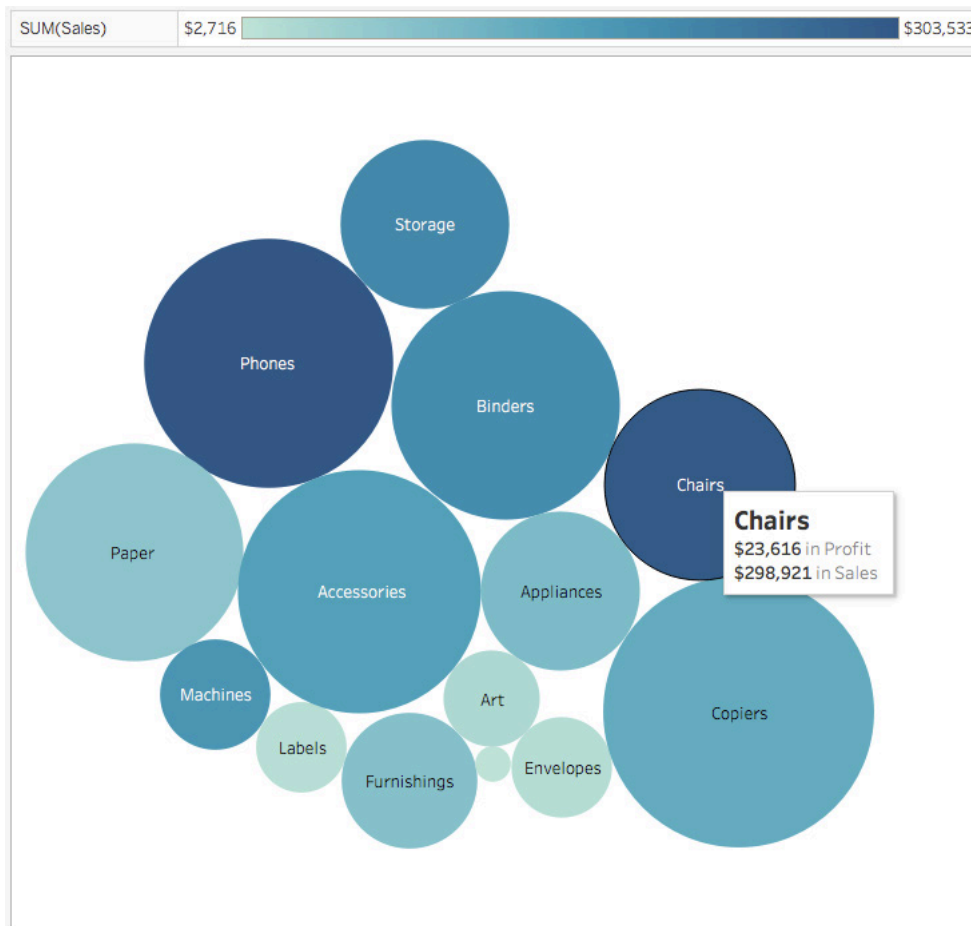 SUM(Sales) $2,716 $303,533
Storage
Phones
Binders
Chairs
Chairs
$23,616 in Profit
$298,921 in Sales
Paper
Accessories
Appliances
Machines
Art
Copiers
Labels
Envelopes
Furnishings